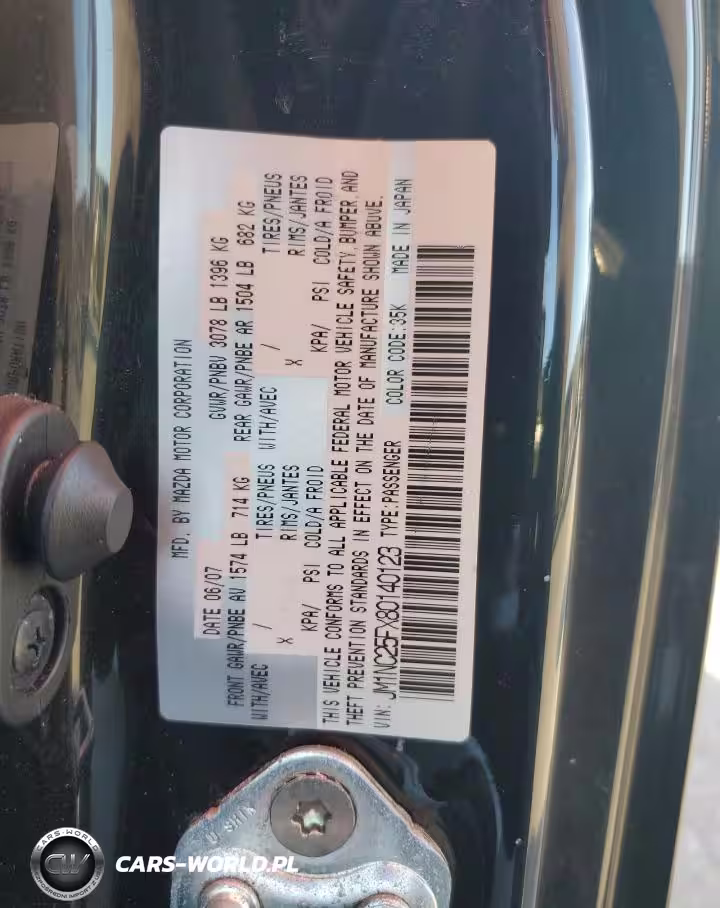 MFD. BY MAZDA MOTOR CORPORATION
DATE 06/07 GVWR/PNBV 3078 LB 1396 KG
FRONT GAWR/PNBE AV 1574 LB 714 KG REAR GAWR/PNBE AR 1504 LB 682 KG
WITH/AVEC / TIRES/PNEUS WITH/AVEC / TIRES/PNEUS
X RIMS/JANTES X RIMS/JANTES
KPA/ PSI COLD/A FROID KPA/ PSI COLD/A FROID
THIS VEHICLE CONFORMS TO ALL APPLICABLE FEDERAL MOTOR VEHICLE SAFETY, BUMPER, AND
THEFT PREVENTION STANDARDS IN EFFECT ON THE DATE OF MANUFACTURE SHOWN ABOVE.
VIN: JM1NC25FX80140123 TYPE:PASSENGER COLOR CODE:35K MADE IN JAPAN
U-SHIN
CARS-WORLD
CW
CARS-WORLD.PL